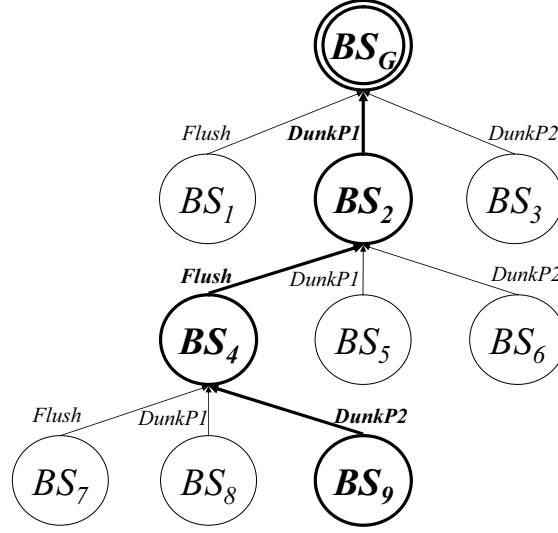 BS_G
Flush DunkP1 DunkP2
BS_1 BS_2 BS_3
Flush DunkP1 DunkP2
BS_4 BS_5 BS_6
Flush DunkP1 DunkP2
BS_7 BS_8 BS_9